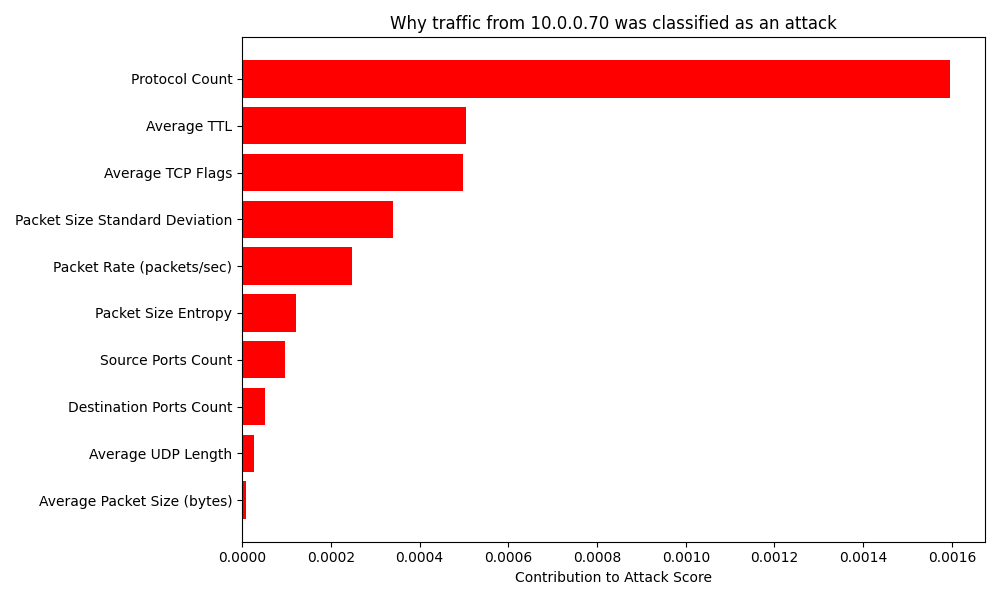 Why traffic from 10.0.0.70 was classified as an attack
Protocol Count
Average TTL
Average TCP Flags
Packet Size Standard Deviation
Packet Rate (packets/sec)
Packet Size Entropy
Source Ports Count
Destination Ports Count
Average UDP Length
Average Packet Size (bytes)
0.0000 0.0002 0.0004 0.0006 0.0008 0.0010 0.0012 0.0014 0.0016
Contribution to Attack Score